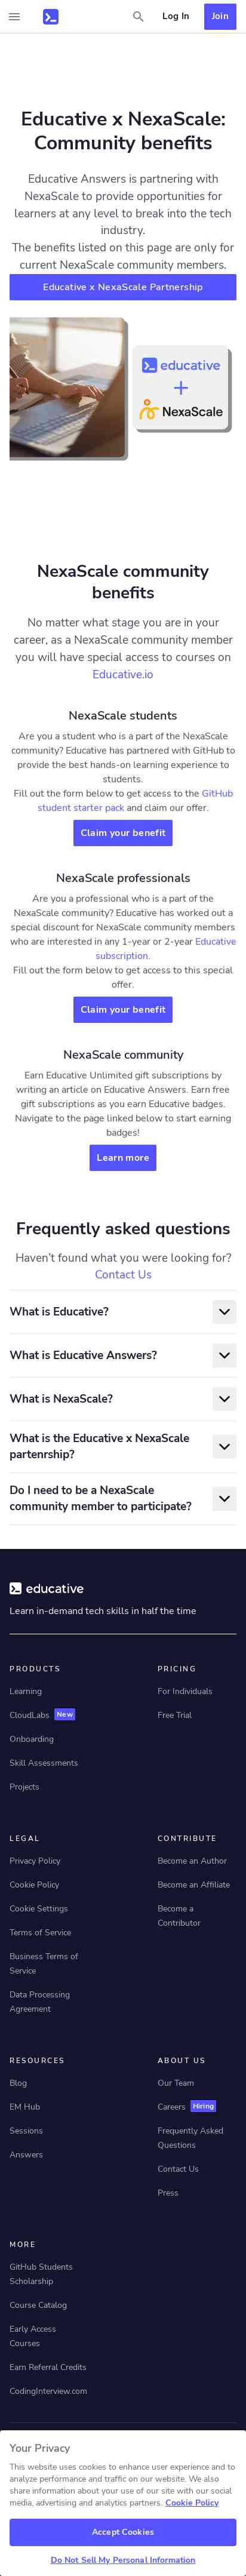 Log In
Join
Educative x NexaScale:
Community benefits
Educative Answers is partnering with
NexaScale to provide opportunities for
learners at any level to break into the tech
industry.
The benefits listed on this page are only for
current NexaScale community members.
Educative x NexaScale Partnership
educative
+
NexaScale
NexaScale community
benefits
No matter what stage you are in your
career, as a NexaScale community member
you will have special access to courses on
Educative.io
NexaScale students
Are you a student who is a part of the NexaScale
community? Educative has partnered with GitHub to
provide the best hands-on learning experience to
students.
Fill out the form below to get access to the GitHub
student starter pack and claim our offer.
Claim your benefit
NexaScale professionals
Are you a professional who is a part of the
NexaScale community? Educative has worked out a
special discount for NexaScale community members
who are interested in any 1-year or 2-year Educative
subscription.
Fill out the form below to get access to this special
offer.
Claim your benefit
NexaScale community
Earn Educative Unlimited gift subscriptions by
writing an article on Educative Answers. Earn free
gift subscriptions as you earn Educative badges.
Navigate to the page linked below to start earning
badges!
Learn more
Frequently asked questions
Haven't found what you were looking for?
Contact Us
What is Educative?
What is Educative Answers?
What is NexaScale?
What is the Educative x NexaScale
partenrship?
Do I need to be a NexaScale
community member to participate?
educative
Learn in-demand tech skills in half the time
PRODUCTS
Learning
CloudLabs New
Onboarding
Skill Assessments
Projects
PRICING
For Individuals
Free Trial
LEGAL
Privacy Policy
Cookie Policy
Cookie Settings
Terms of Service
Business Terms of
Service
Data Processing
Agreement
CONTRIBUTE
Become an Author
Become an Affiliate
Become a
Contributor
RESOURCES
Blog
EM Hub
Sessions
Answers
ABOUT US
Our Team
Careers Hiring
Frequently Asked
Questions
Contact Us
Press
MORE
GitHub Students
Scholarship
Course Catalog
Early Access
Courses
Earn Referral Credits
CodingInterview.com
Your Privacy
This website uses cookies to enhance user experience and to
analyze performance and traffic on our website. We also
share information about your use of our site with our social
media, advertising and analytics partners. Cookie Policy
Accept Cookies
Do Not Sell My Personal Information